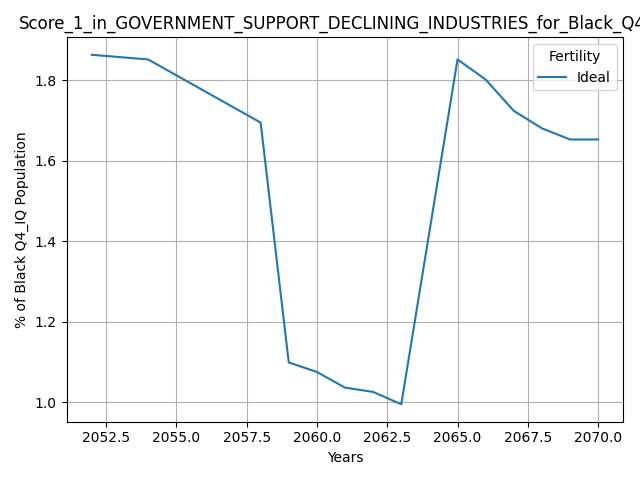 Score_1_in_GOVERNMENT_SUPPORT_DECLINING_INDUSTRIES_for_Black_Q4
Fertility
Ideal
% of Black Q4_IQ Population
1.8
1.6
1.4
1.2
1.0
2052.5 2055.0 2057.5 2060.0 2062.5 2065.0 2067.5 2070.0
Years